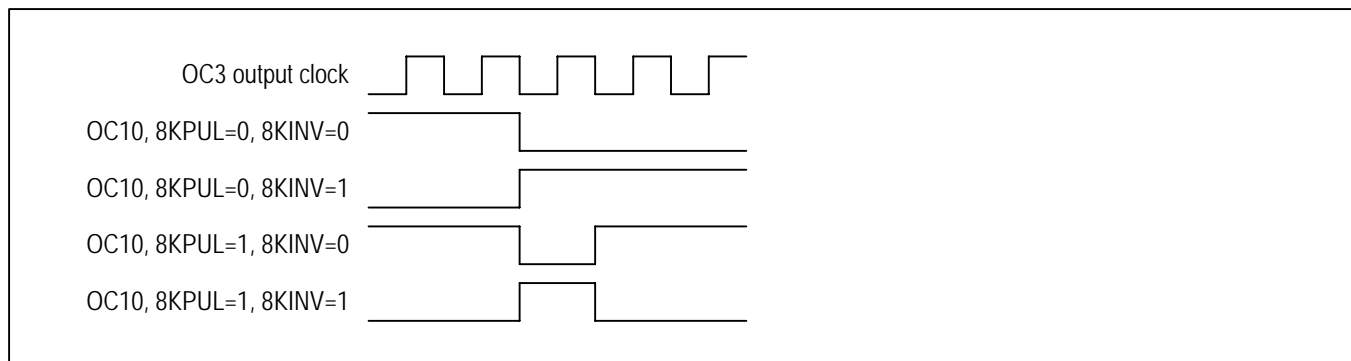 OC3 output clock
OC10, 8KPUL=0, 8KINV=0
OC10, 8KPUL=0, 8KINV=1
OC10, 8KPUL=1, 8KINV=0
OC10, 8KPUL=1, 8KINV=1